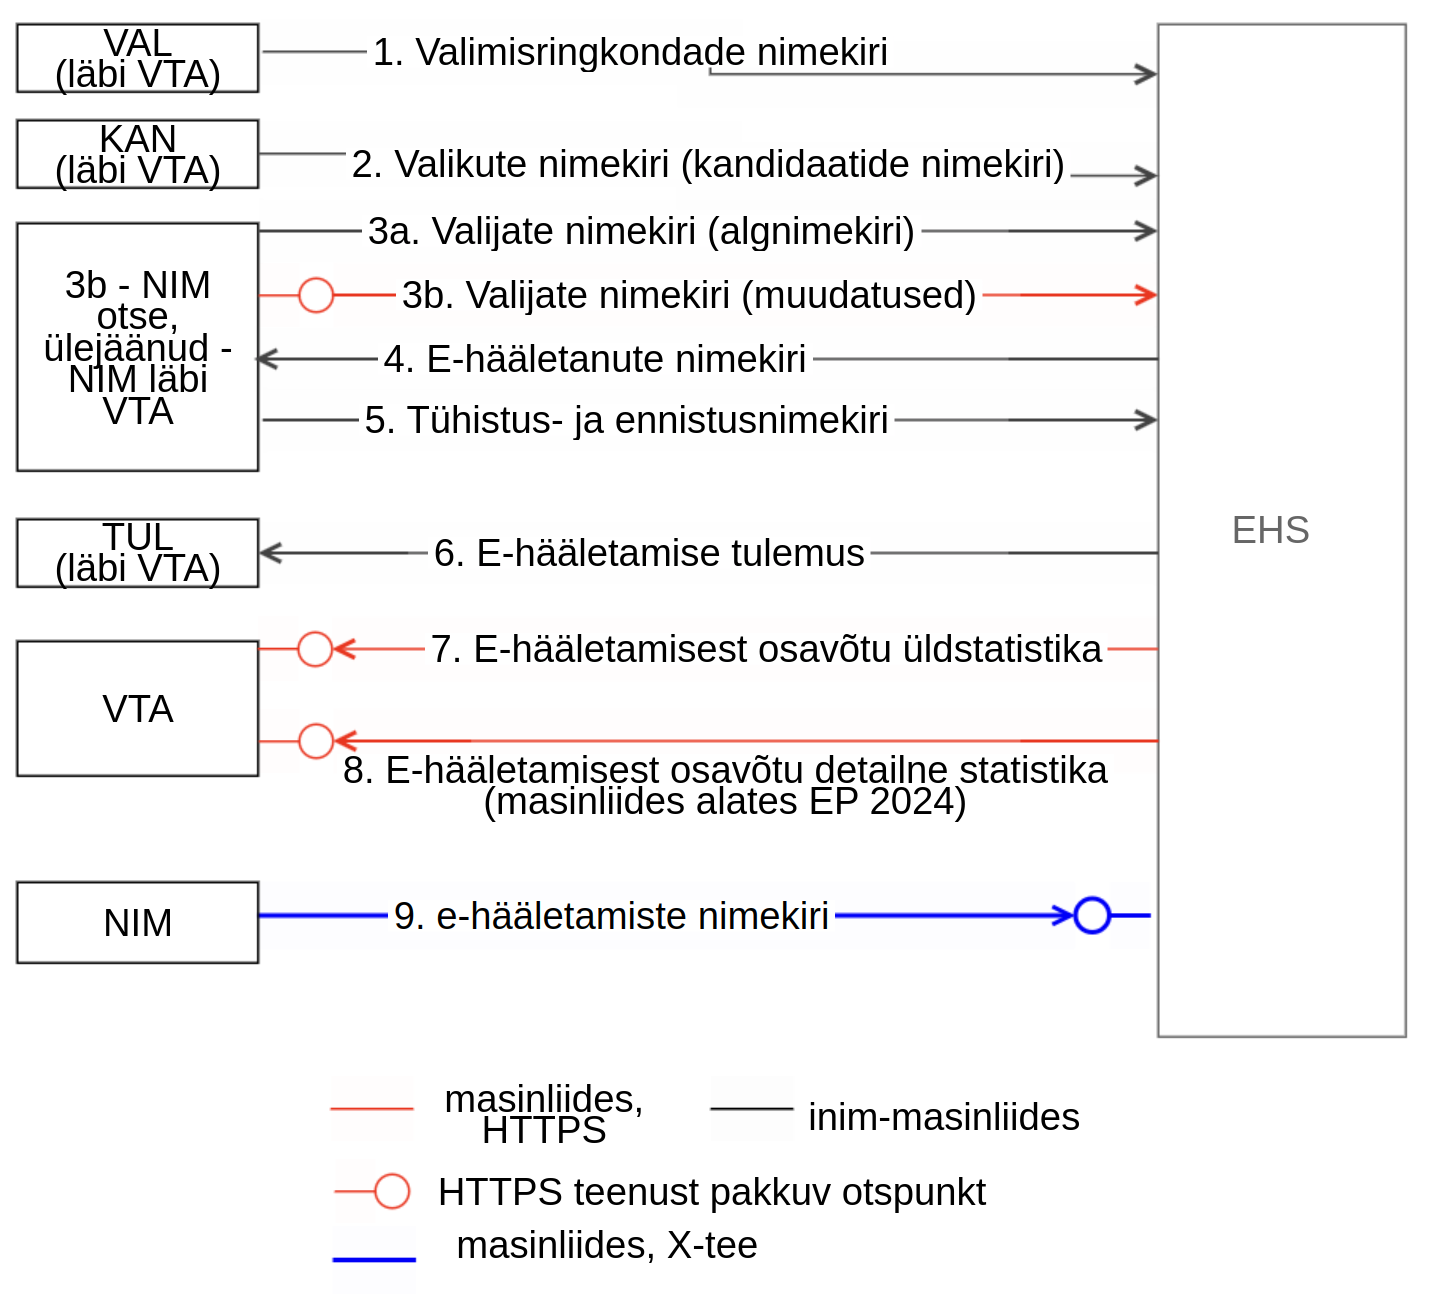 VAL
(läbi VTA)
1. Valimisringkondade nimekiri
KAN
(läbi VTA)
2. Valikute nimekiri (kandidaatide nimekiri)
3a. Valijate nimekiri (algnimekiri)
3b - NIM
otse,
ülejäänud -
NIM läbi
VTA
3b. Valijate nimekiri (muudatused)
4. E-hääletanute nimekiri
5. Tühistus- ja ennistusnimekiri
EHS
TUL
(läbi VTA)
6. E-hääletamise tulemus
7. E-hääletamisest osavõtu üldstatistika
VTA
8. E-hääletamisest osavõtu detailne statistika
(masinliides alates EP 2024)
NIM
9. e-hääletamiste nimekiri
masinliides,
HTTPS
inim-masinliides
HTTPS teenust pakkuv otspunkt
masinliides, X-tee